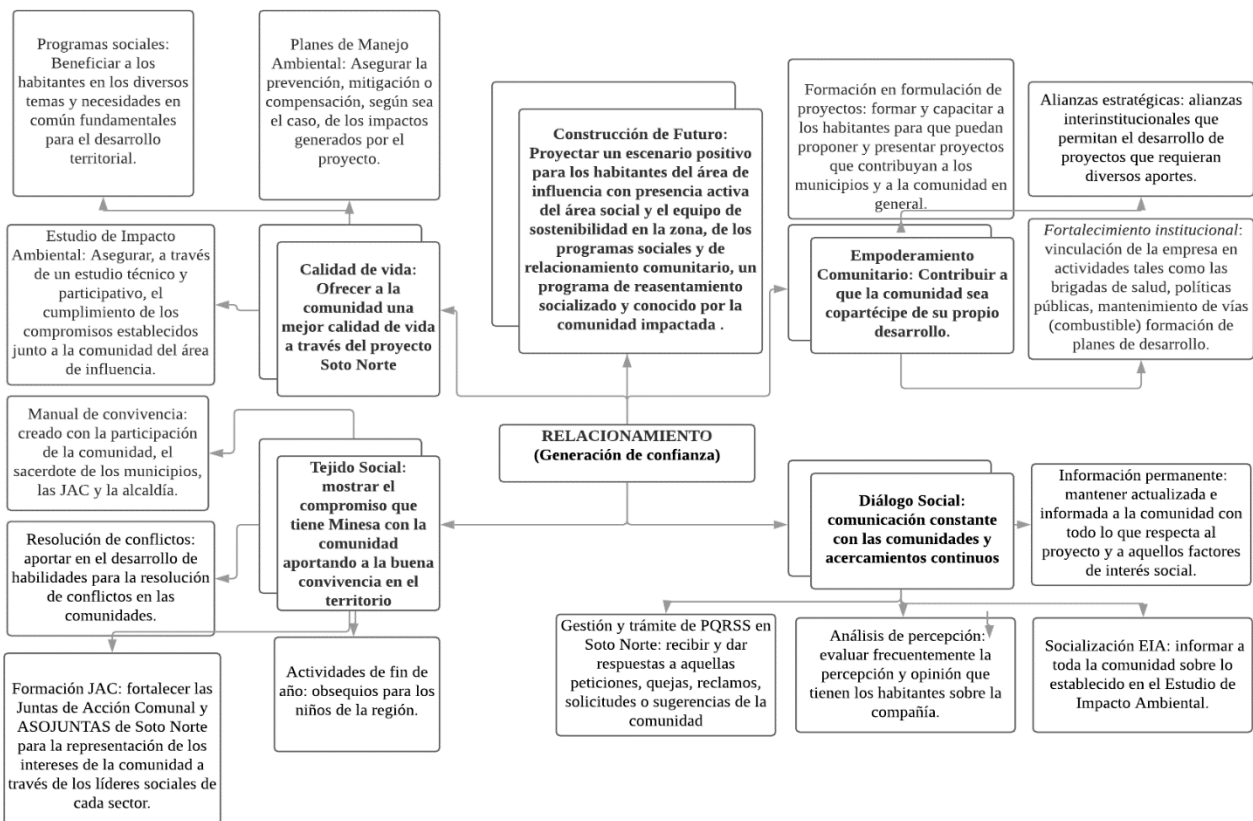 Programas sociales:
Beneficiar a los
habitantes en los diversos
temas y necesidades en
común fundamentales
para el desarrollo
territorial.
Planes de Manejo
Ambiental: Asegurar la
prevención, mitigación o
compensación, según sea
el caso, de los impactos
generados por el
proyecto.
Construcción de Futuro:
Proyectar un escenario positivo
para los habitantes del área de
influencia con presencia activa
del área social y el equipo de
sostenibilidad en la zona, de los
programas sociales y de
relacionamiento comunitario, un
programa de reasentamiento
socializado y conocido por la
comunidad impactada .
Formación en formulación de
proyectos: formar y capacitar a
los habitantes para que puedan
proponer y presentar proyectos
que contribuyan a los
municipios y a la comunidad en
general.
Alianzas estratégicas: alianzas
interinstitucionales que
permitan el desarrollo de
proyectos que requieran
diversos aportes.
Estudio de Impacto
Ambiental: Asegurar, a través
de un estudio técnico y
participativo, el
cumplimiento de los
compromisos establecidos
junto a la comunidad del área
de influencia.
Calidad de vida:
Ofrecer a la
comunidad una
mejor calidad de vida
a través del proyecto
Soto Norte
Empoderamiento
Comunitario: Contribuir a
que la comunidad sea
copartécipe de su propio
desarrollo.
Fortalecimiento institucional:
vinculación de la empresa en
actividades tales como las
brigadas de salud, políticas
públicas, mantenimiento de vías
(combustible) formación de
planes de desarrollo.
Manual de convivencia:
creado con la participación
de la comunidad, el
sacerdote de los municipios,
las JAC y la alcaldía.
RELACIONAMIENTO
(Generación de confianza)
Tejido Social:
mostrar el
compromiso que
tiene Minesa con la
comunidad
aportando a la buena
convivencia en el
territorio
Diálogo Social:
comunicación constante
con las comunidades y
acercamientos continuos
Información permanente:
mantener actualizada e
informada a la comunidad con
todo lo que respecta al
proyecto y a aquellos factores
de interés social.
Resolución de conflictos:
aportar en el desarrollo de
habilidades para la resolución
de conflictos en las
comunidades.
Formación JAC: fortalecer las
Juntas de Acción Comunal y
ASOJUNTAS de Soto Norte
para la representación de los
intereses de la comunidad a
través de los líderes sociales de
cada sector.
Actividades de fin de
año: obsequios para los
niños de la región.
Gestión y trámite de PQRSS en
Soto Norte: recibir y dar
respuestas a aquellas
peticiones, quejas, reclamos,
solicitudes o sugerencias de la
comunidad
Análisis de percepción:
evaluar frecuentemente la
percepción y opinión que
tienen los habitantes sobre la
compañía.
Socialización EIA: informar a
toda la comunidad sobre lo
establecido en el Estudio de
Impacto Ambiental.